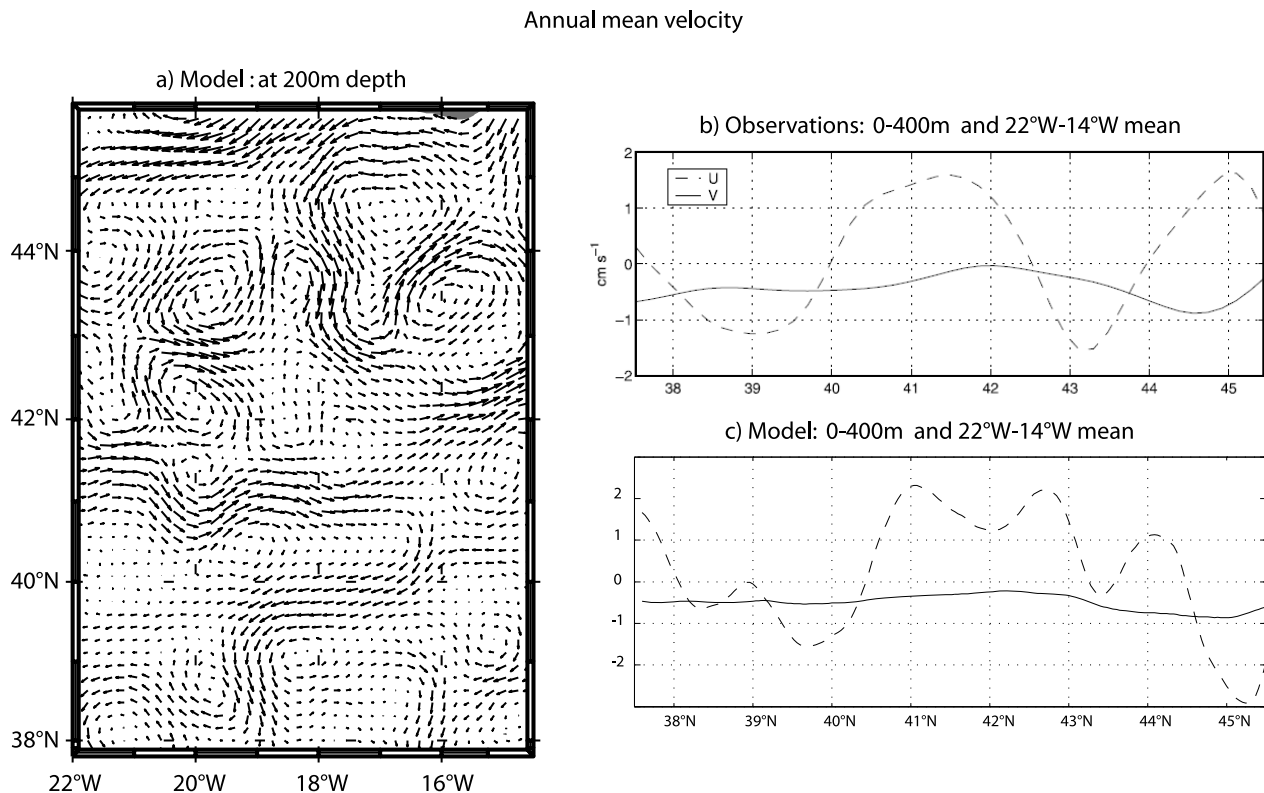 Annual mean velocity
a) Model : at 200m depth
44°N
42°N
40°N
38°N
22°W 20°W 18°W 16°W
b) Observations: 0-400m and 22°W-14°W mean
U
V
cm s⁻¹
2
1
0
−1
−2
38 39 40 41 42 43 44 45
c) Model: 0-400m and 22°W-14°W mean
2
1
0
-1
-2
38°N 39°N 40°N 41°N 42°N 43°N 44°N 45°N